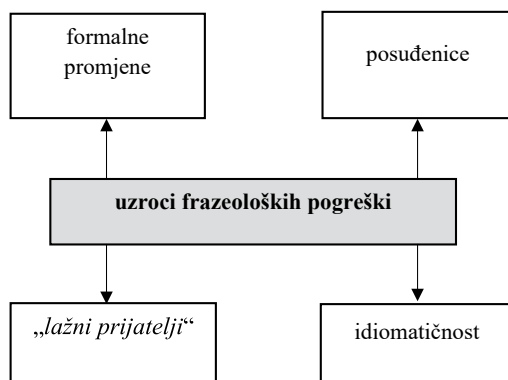 formalne
promjene
posuđenice
uzroci frazeoloških pogreški
„lažni prijatelji“
idiomatičnost